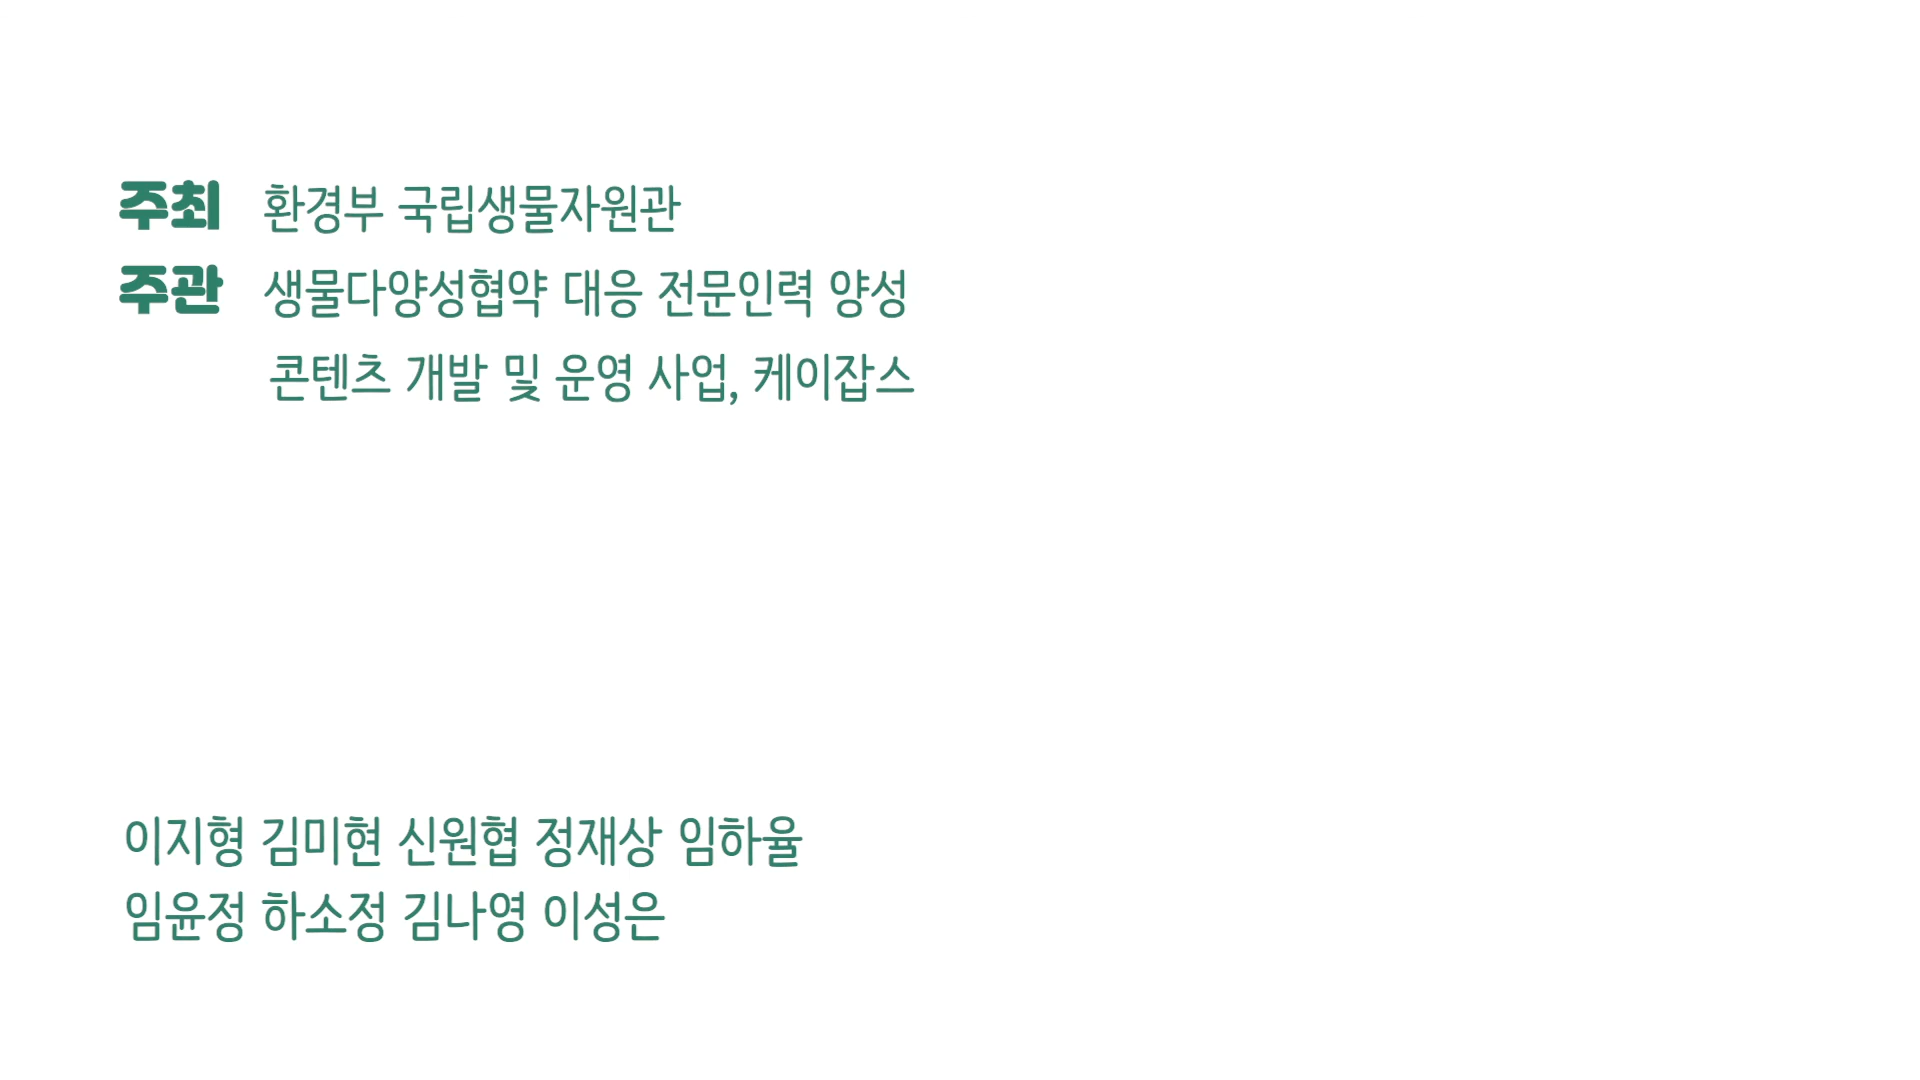 주최 환경부 국립생물자원관
주관 생물다양성협약 대응 전문인력 양성
콘텐츠 개발 및 운영 사업, 케이잡스
이지형 김미현 신원협 정재상 임하율
임윤정 하소정 김나영 이성은